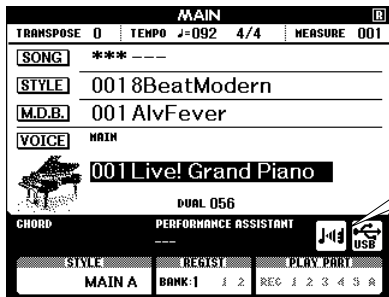 MAIN R
TRANSPOSE 0 TEMPO ♩=092 4/4 MEASURE 001
SONG *** ---
STYLE 001 8BeatModern
M.D.B. 001 AlvFever
VOICE MAIN
001 Live! Grand Piano
DUAL 056
CHORD PERFORMANCE ASSISTANT
---
USB
STYLE REGIST PLAY PART
MAIN A BANK:1 1 2 REC 1 2 3 4 5 A